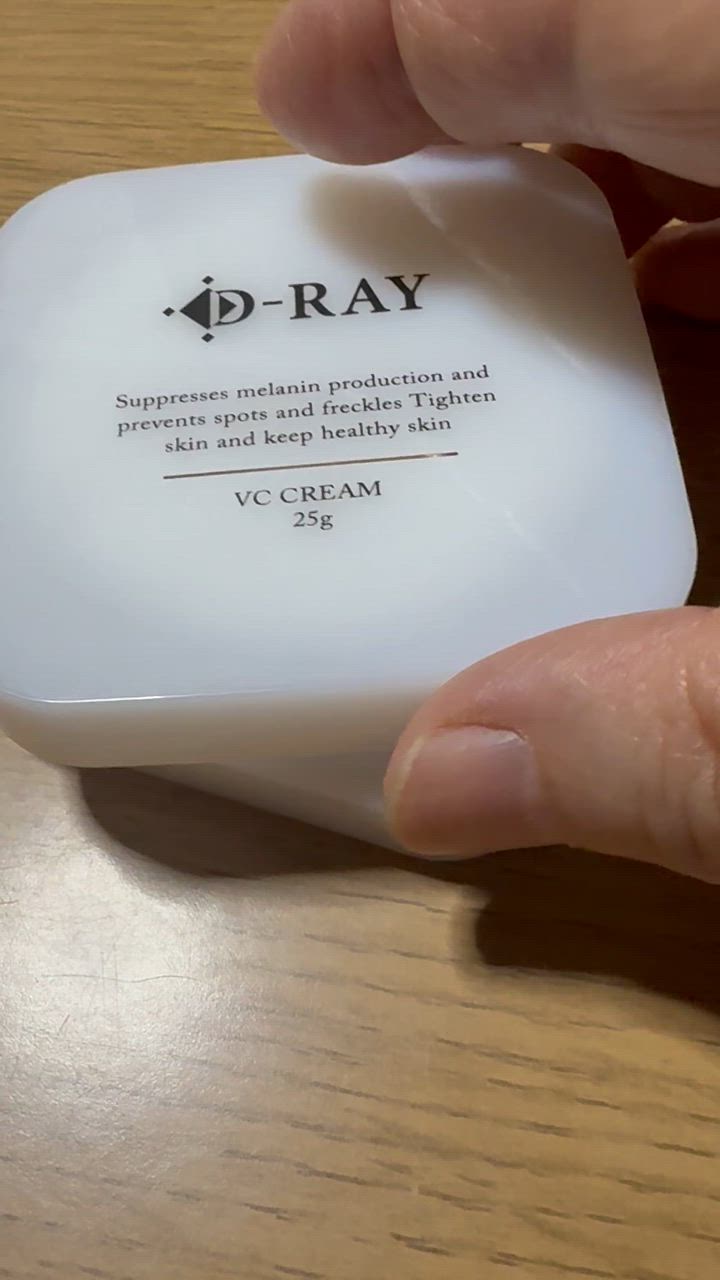 D-RAY
Suppresses melanin production and
prevents spots and freckles Tighten
skin and keep healthy skin
VC CREAM
25g